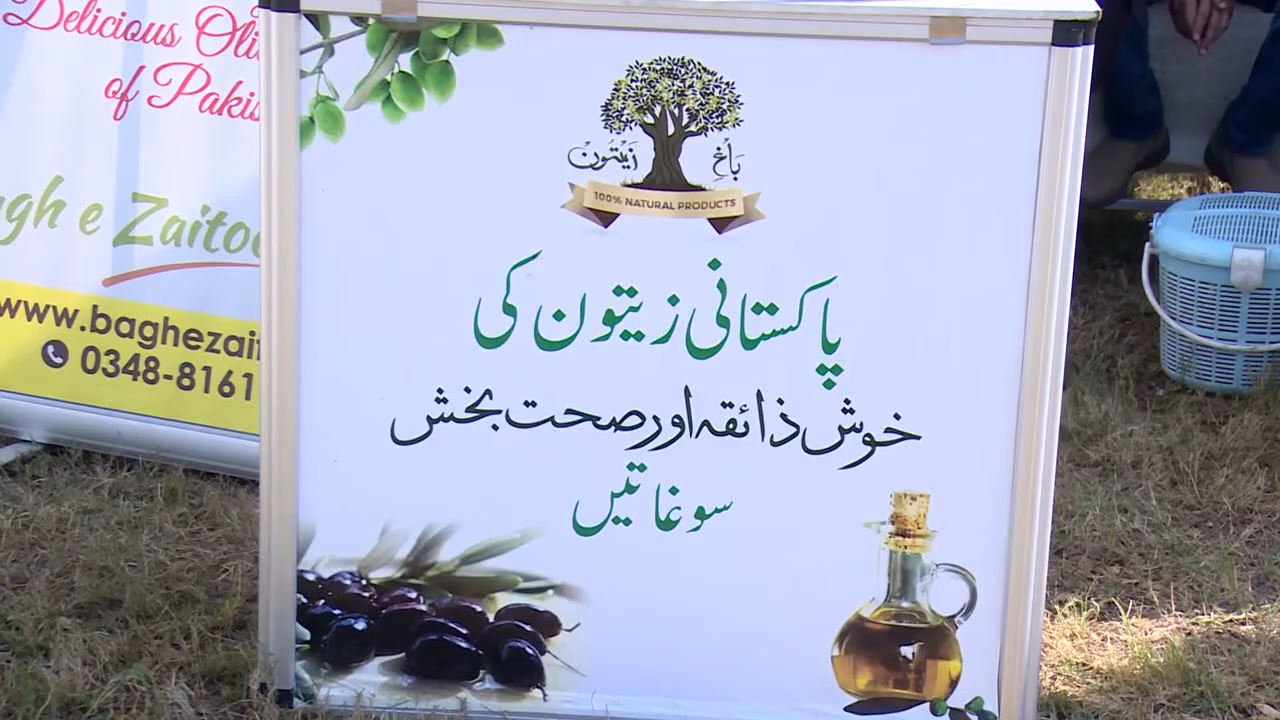 Delicious Oli
of Pakis
gh e Zaitoo
www.baghezait
0348-8161
باغ زیتون
100% NATURAL PRODUCTS
پاکستانی زیتون کی
خوش ذائقہ اور صحت بخش
سوغاتیں